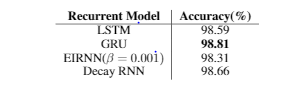 Recurrent Model Accuracy(%)
LSTM 98.59
GRU 98.81
EIRNN(β = 0.001) 98.31
Decay RNN 98.66